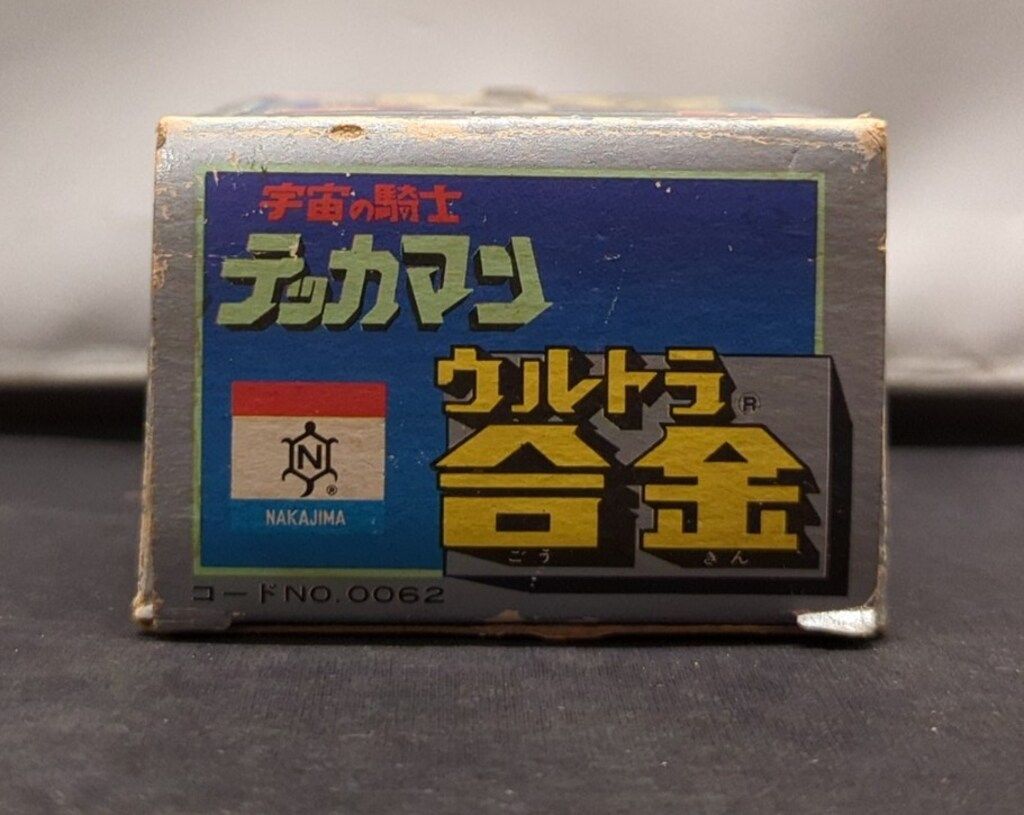 宇宙の騎士
テッカマン
ウルトラ®
合金
ごう きん
N®
NAKAJIMA
コードNO.0062